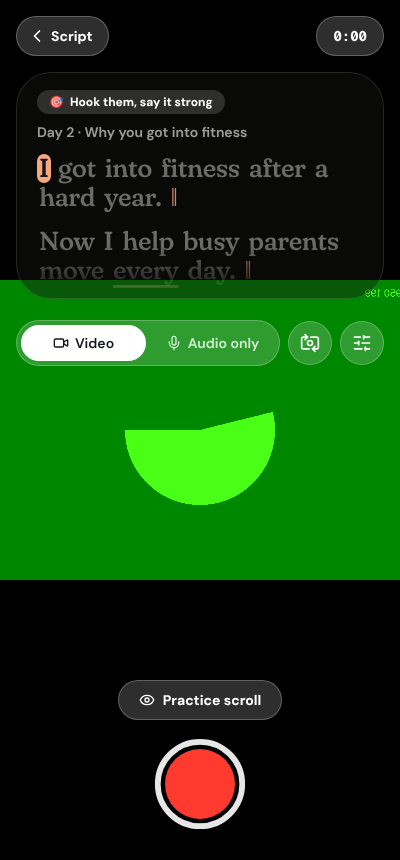 Script
0:00
🎯 Hook them, say it strong
Day 2 · Why you got into fitness
I got into fitness after a
hard year. ‖
Now I help busy parents
move every day. ‖
Video
Audio only
Practice scroll